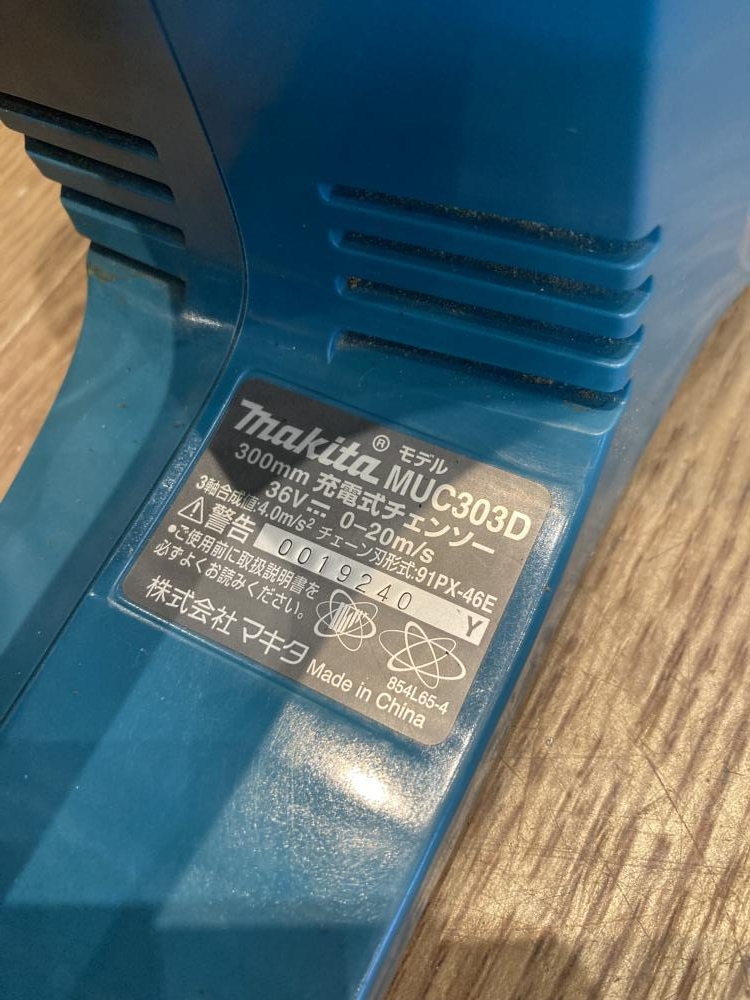 makita® モデル MUC303D
300mm 充電式チェンソー
36V⎓ 0–20m/s
3軸合成値:4.0m/s² チェーン刃形式:91PX-46E
⚠警告 0019240 Y
●ご使用前に取扱説明書を
必ずよくお読みください。
854L65-4
株式会社マキタ Made in China